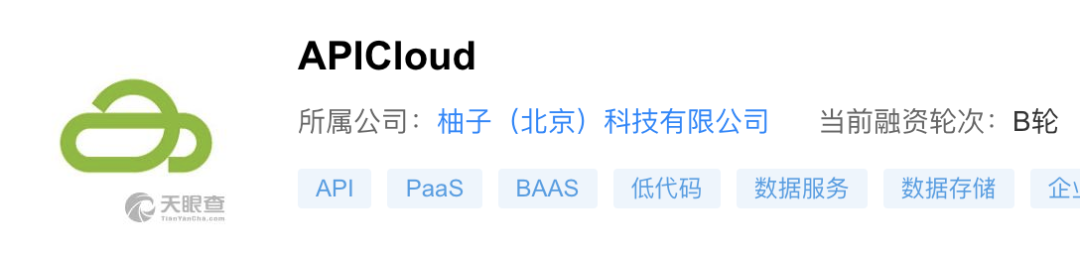 APICloud
所属公司：柚子（北京）科技有限公司 当前融资轮次：B轮
API PaaS BAAS 低代码 数据服务 数据存储 企
天眼查
TianYanCha.com